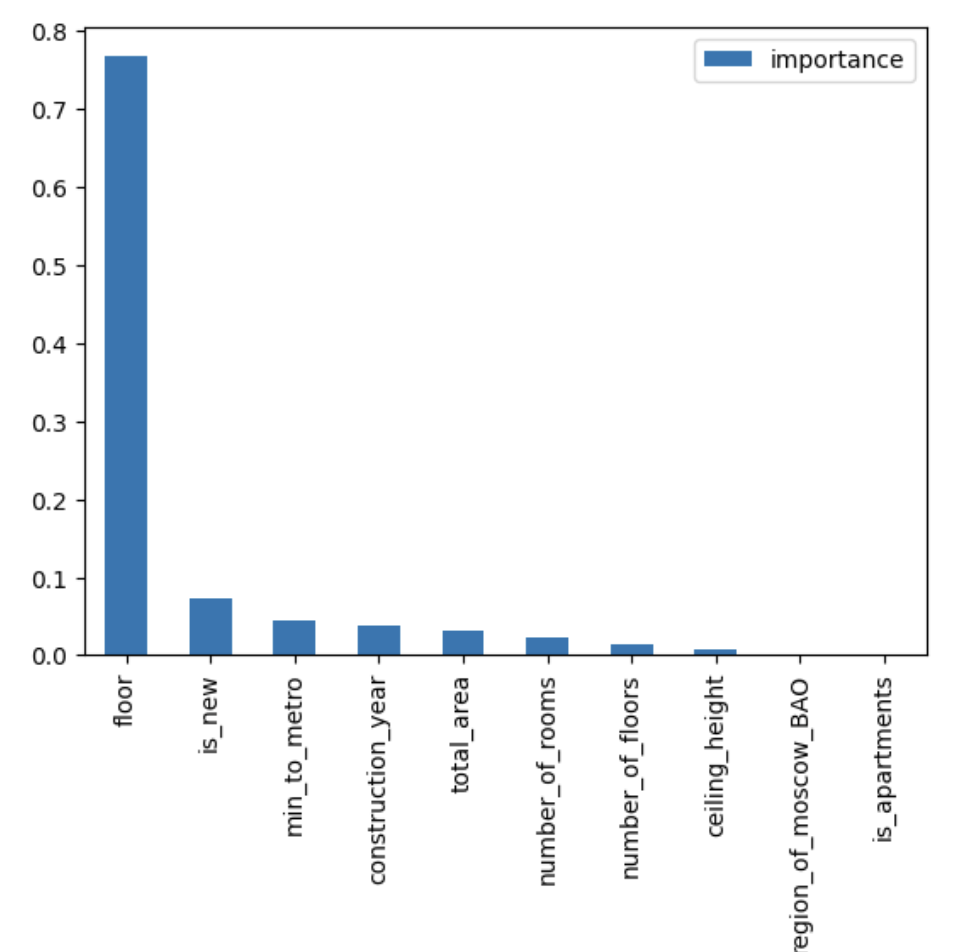 0.8
importance
0.7
0.6
0.5
0.4
0.3
0.2
0.1
0.0
floor
is_new
min_to_metro
construction_year
total_area
number_of_rooms
number_of_floors
ceiling_height
region_of_moscow_BAO
is_apartments